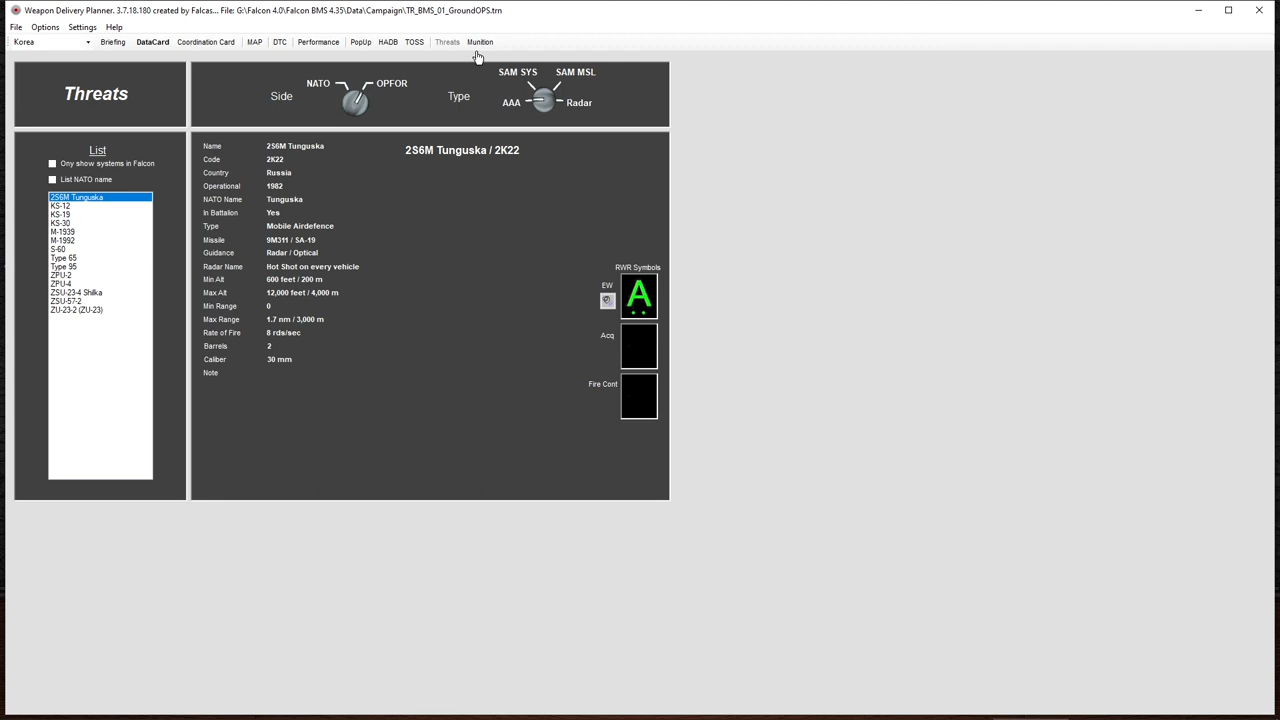 Weapon Delivery Planner. 3.7.18.180 created by Falcas... File: G:\Falcon 4.0\Falcon BMS 4.35\Data\Campaign\TR_BMS_01_GroundOPS.trn
File Options Settings Help
Korea Briefing DataCard Coordination Card MAP DTC Performance PopUp HADB TOSS Threats Munition
Threats
Side NATO OPFOR
Type AAA SAM SYS SAM MSL Radar
List
Ony show systems in Falcon
List NATO name
2S6M Tunguska
KS-12
KS-19
KS-30
M-1939
M-1992
S-60
Type 65
Type 95
ZPU-2
ZPU-4
ZSU-23-4 Shilka
ZSU-57-2
ZU-23-2 (ZU-23)
2S6M Tunguska / 2K22
Name 2S6M Tunguska
Code 2K22
Country Russia
Operational 1982
NATO Name Tunguska
In Battalion Yes
Type Mobile Airdefence
Missile 9M311 / SA-19
Guidance Radar / Optical
Radar Name Hot Shot on every vehicle
Min Alt 600 feet / 200 m
Max Alt 12,000 feet / 4,000 m
Min Range 0
Max Range 1.7 nm / 3,000 m
Rate of Fire 8 rds/sec
Barrels 2
Caliber 30 mm
Note
RWR Symbols
EW A
Acq
Fire Cont